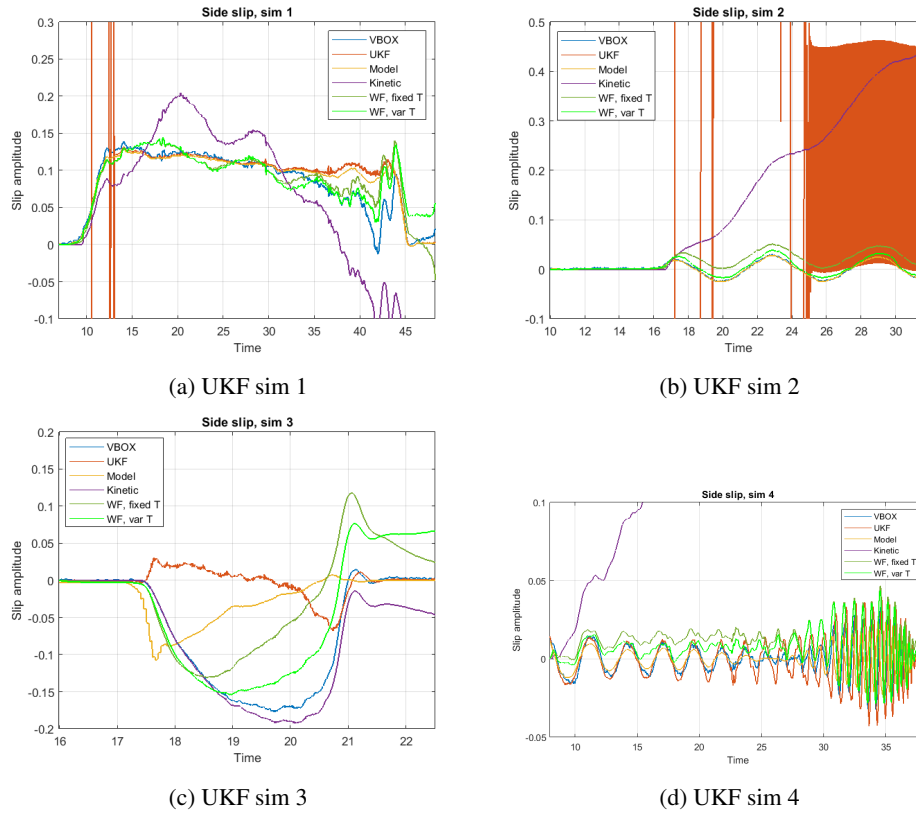 Side slip, sim 1
Slip amplitude
0.3
0.25
0.2
0.15
0.1
0.05
0
-0.05
-0.1
VBOX
UKF
Model
Kinetic
WF, fixed T
WF, var T
10 15 20 25 30 35 40 45
Time
(a) UKF sim 1
Side slip, sim 2
Slip amplitude
0.5
0.4
0.3
0.2
0.1
0
-0.1
VBOX
UKF
Model
Kinetic
WF, fixed T
WF, var T
10 12 14 16 18 20 22 24 26 28 30
Time
(b) UKF sim 2
Side slip, sim 3
Slip amplitude
0.2
0.15
0.1
0.05
0
-0.05
-0.1
-0.15
-0.2
VBOX
UKF
Model
Kinetic
WF, fixed T
WF, var T
16 17 18 19 20 21 22
Time
(c) UKF sim 3
Side slip, sim 4
Slip amplitude
0.1
0.05
0
-0.05
VBOX
UKF
Model
Kinetic
WF, fixed T
WF, var T
10 15 20 25 30 35
Time
(d) UKF sim 4